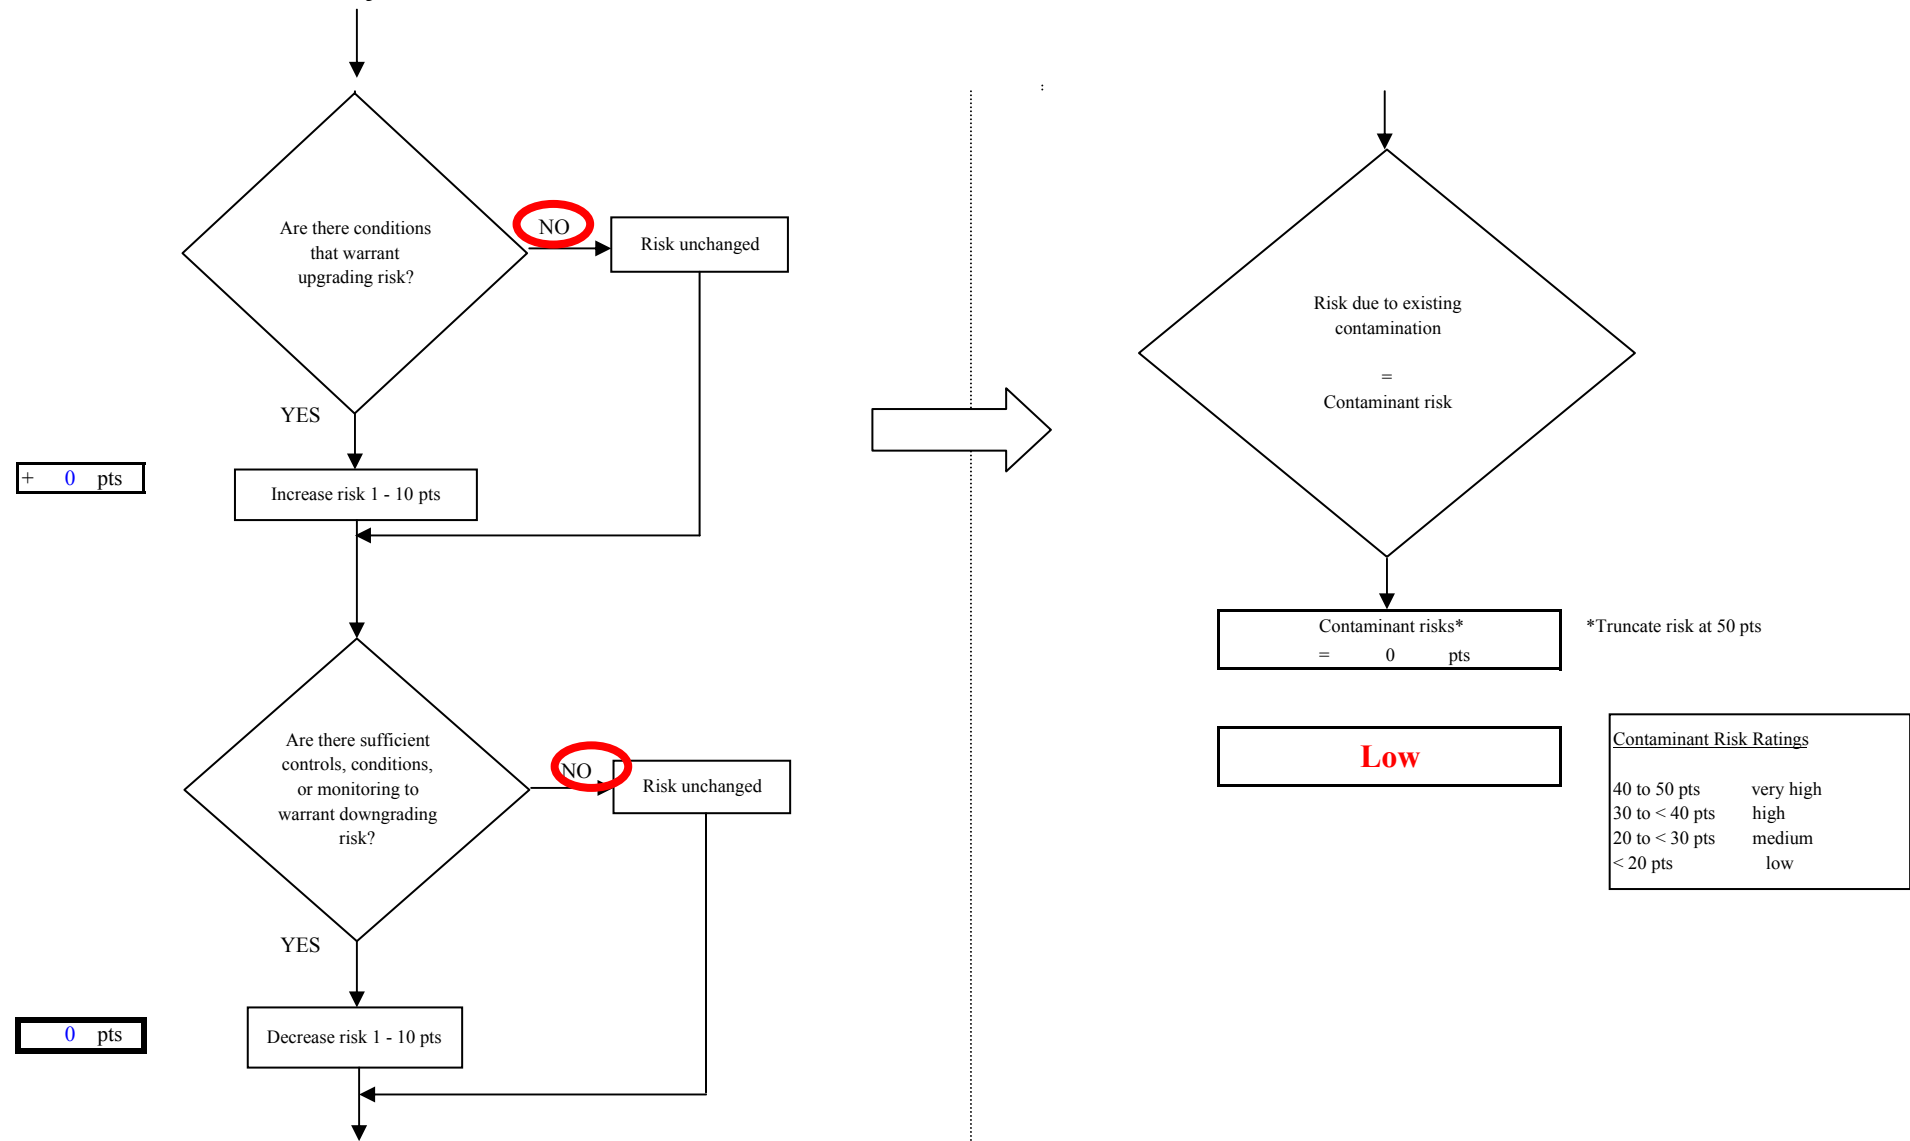 Are there conditions
that warrant
upgrading risk?
NO
Risk unchanged
YES
+ 0 pts
Increase risk 1 - 10 pts
Are there sufficient
controls, conditions,
or monitoring to
warrant downgrading
risk?
NO
Risk unchanged
YES
0 pts
Decrease risk 1 - 10 pts
:
Risk due to existing
contamination
=
Contaminant risk
Contaminant risks*
= 0 pts
*Truncate risk at 50 pts
Low
Contaminant Risk Ratings
40 to 50 pts very high
30 to < 40 pts high
20 to < 30 pts medium
< 20 pts low